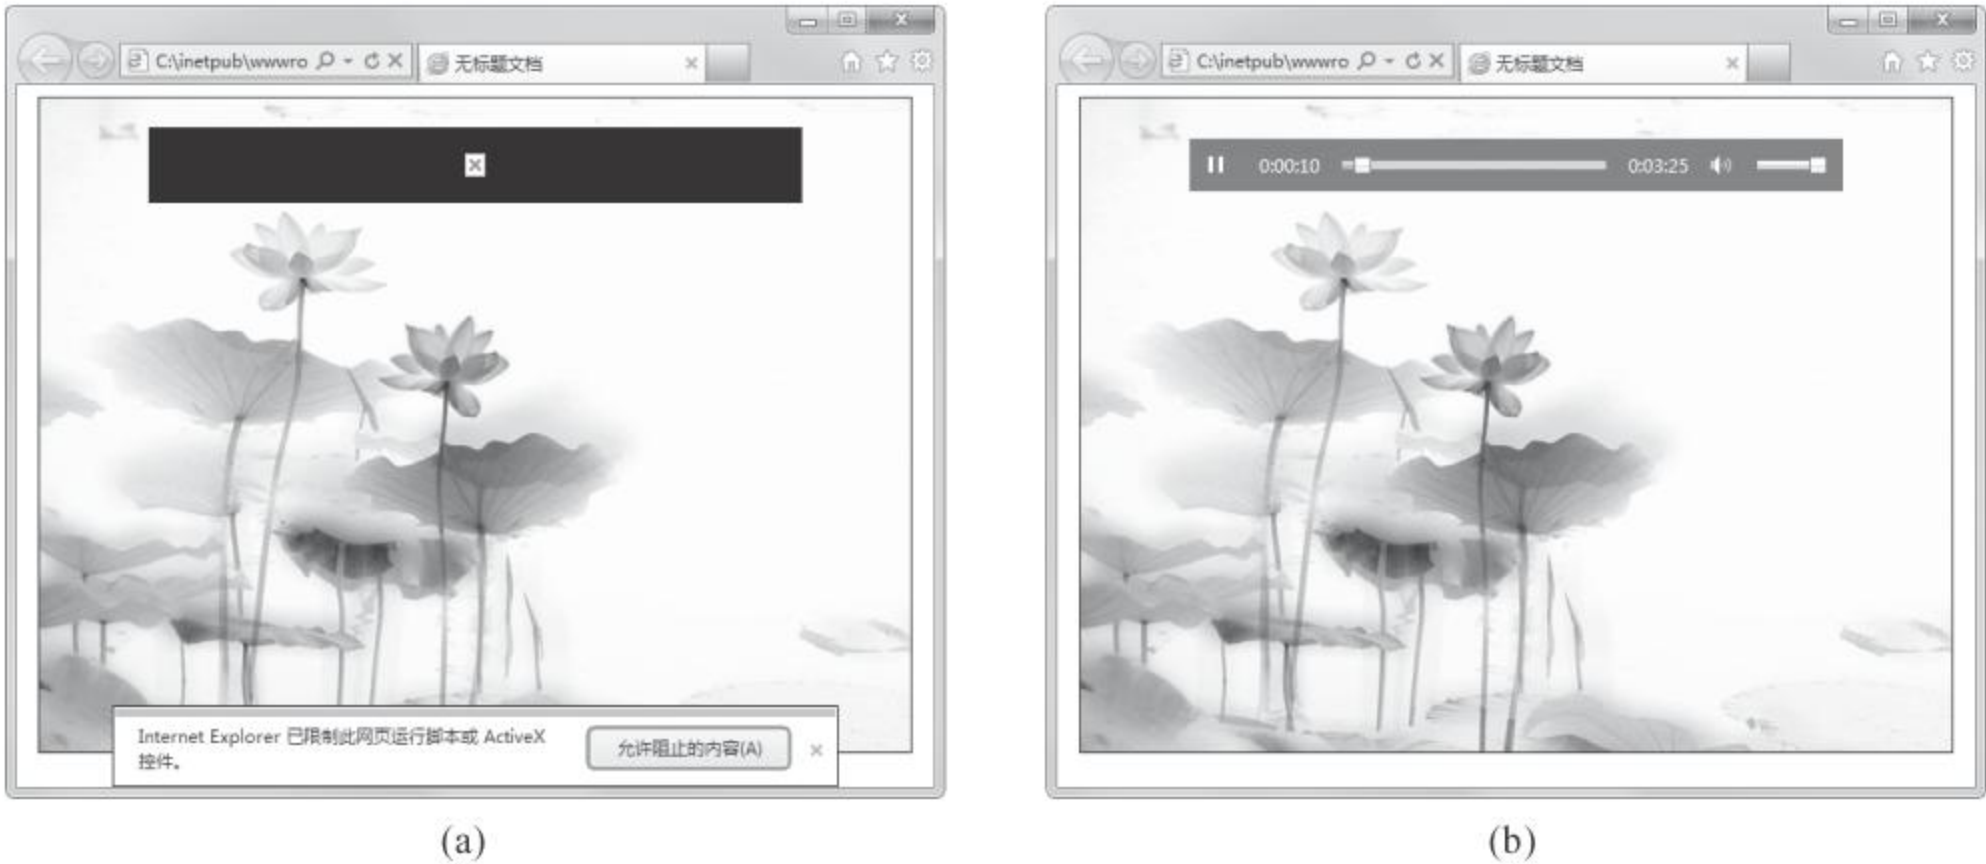 C:\inetpub\wwwro
无标题文档
Internet Explorer 已限制此网页运行脚本或 ActiveX
控件。
允许阻止的内容(A)
(a)
C:\inetpub\wwwro
无标题文档
0:00:10
0:03:25
(b)